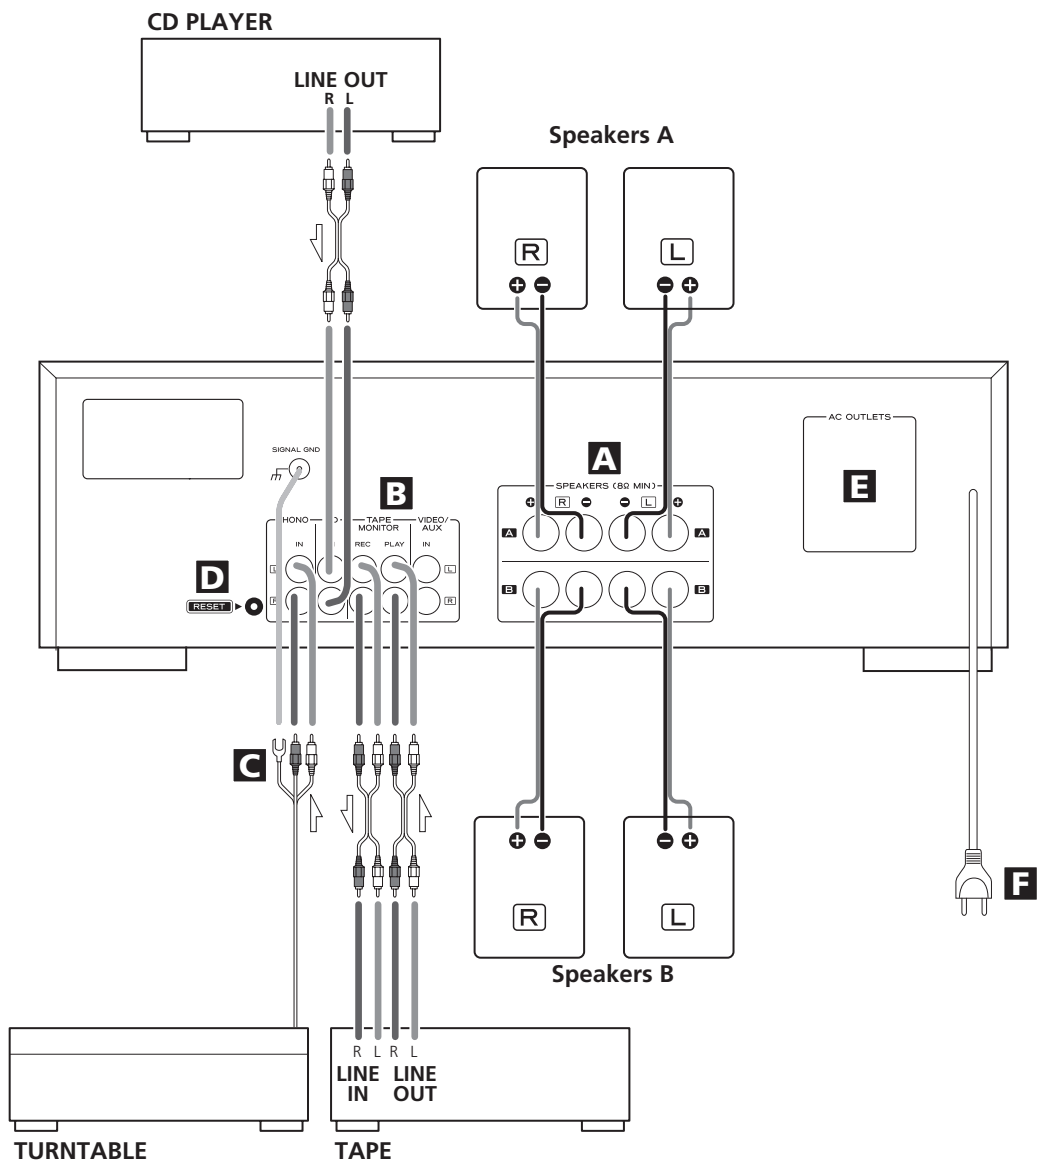 CD PLAYER
LINE OUT
R L
Speakers A
R
L
+ −
− +
AC OUTLETS
E
SIGNAL GND
A
SPEAKERS (8Ω MIN)
+ R − − L +
B
PHONO
TAPE
MONITOR
VIDEO/
AUX
IN
REC
PLAY
IN
A
A
L
L
D
B
B
RESET
R
R
C
+ −
− +
F
R
L
Speakers B
R L R L
LINE
IN
LINE
OUT
TURNTABLE
TAPE